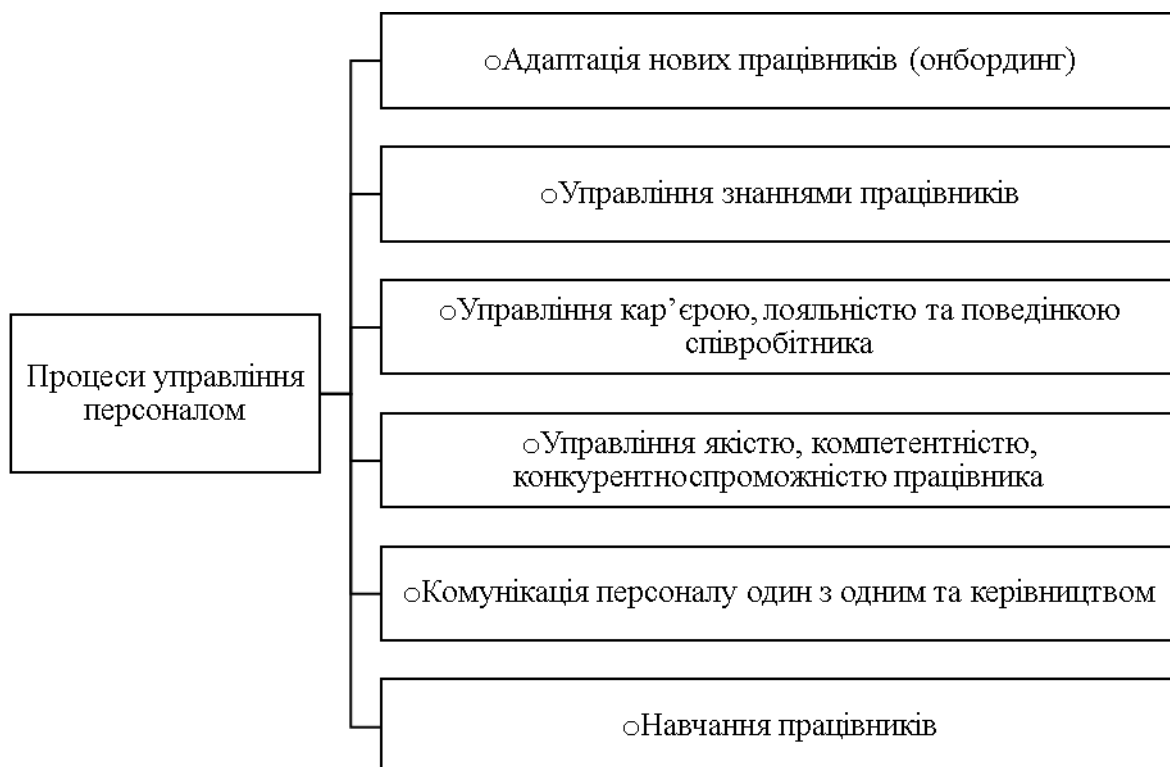 ○Адаптація нових працівників (онбординг)
○Управління знаннями працівників
○Управління кар’єрою, лояльністю та поведінкою
співробітника
Процеси управління
персоналом
○Управління якістю, компетентністю,
конкурентноспроможністю працівника
○Комунікація персоналу один з одним та керівництвом
○Навчання працівників